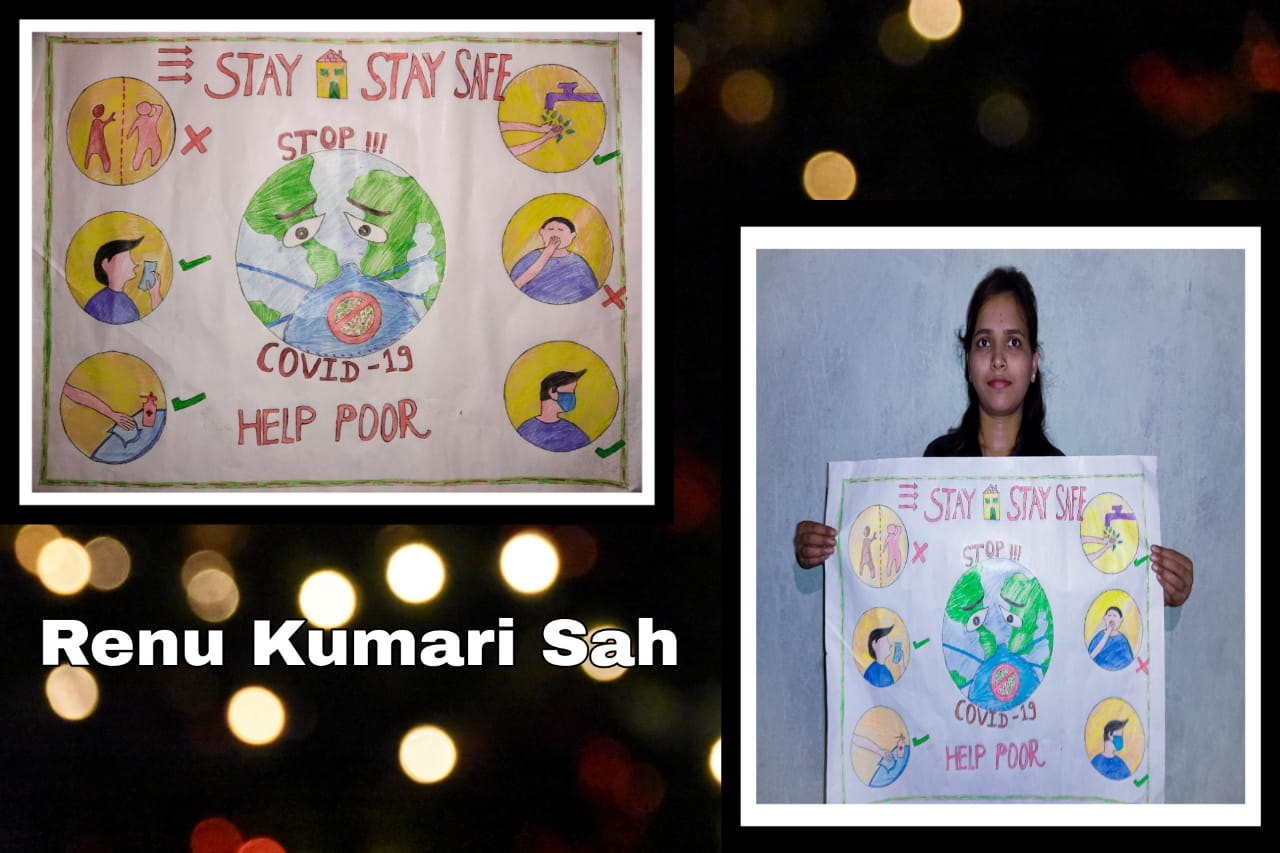 STAY STAY SAFE
STOP !!!
COVID-19
HELP POOR
Renu Kumari Sah
STAY STAY SAFE
STOP !!!
COVID-19
HELP POOR